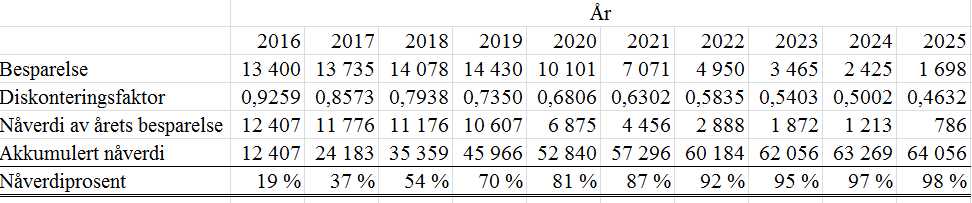 År
2016 2017 2018 2019 2020 2021 2022 2023 2024 2025
Besparelse 13 400 13 735 14 078 14 430 10 101 7 071 4 950 3 465 2 425 1 698
Diskonteringsfaktor 0,9259 0,8573 0,7938 0,7350 0,6806 0,6302 0,5835 0,5403 0,5002 0,4632
Nåverdi av årets besparelse 12 407 11 776 11 176 10 607 6 875 4 456 2 888 1 872 1 213 786
Akkumulert nåverdi 12 407 24 183 35 359 45 966 52 840 57 296 60 184 62 056 63 269 64 056
Nåverdiprosent 19 % 37 % 54 % 70 % 81 % 87 % 92 % 95 % 97 % 98 %